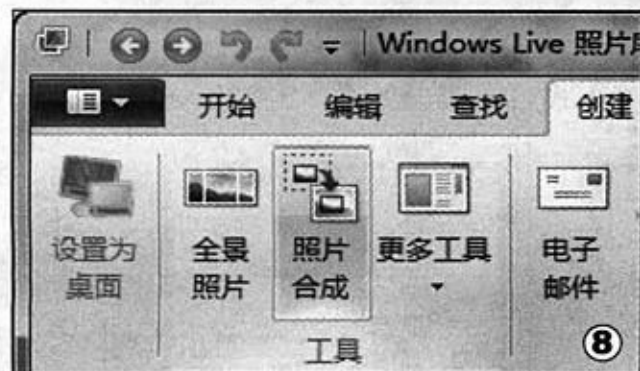 Windows Live 照片
开始 编辑 查找 创建
设置为
桌面
全景
照片
照片
合成
更多工具
电子
邮件
工具
⑧